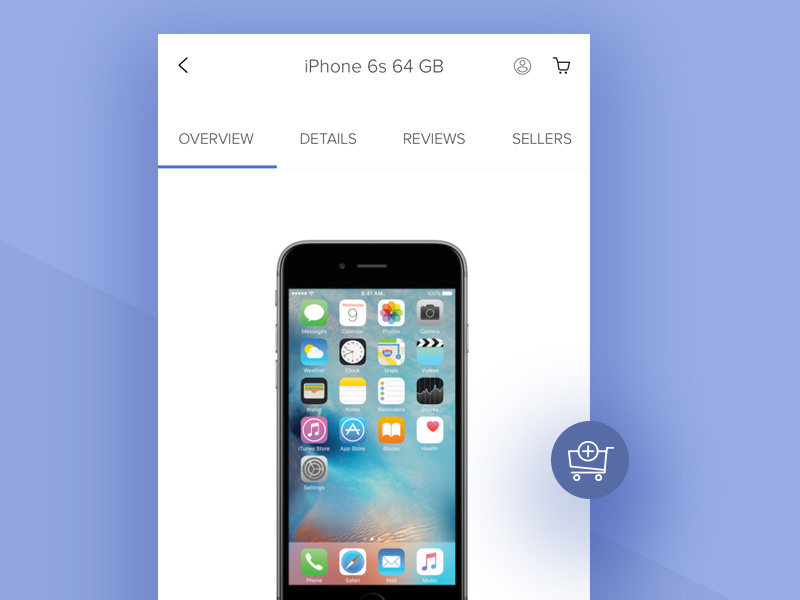 iPhone 6s 64 GB
OVERVIEW DETAILS REVIEWS SELLERS
9:41 AM 100%
Wednesday
9
Messages Calendar Photos Camera
Weather Clock Maps Videos
Wallet Notes Reminders Stocks
iTunes Store App Store iBooks Health
Settings
Phone Safari Mail Music